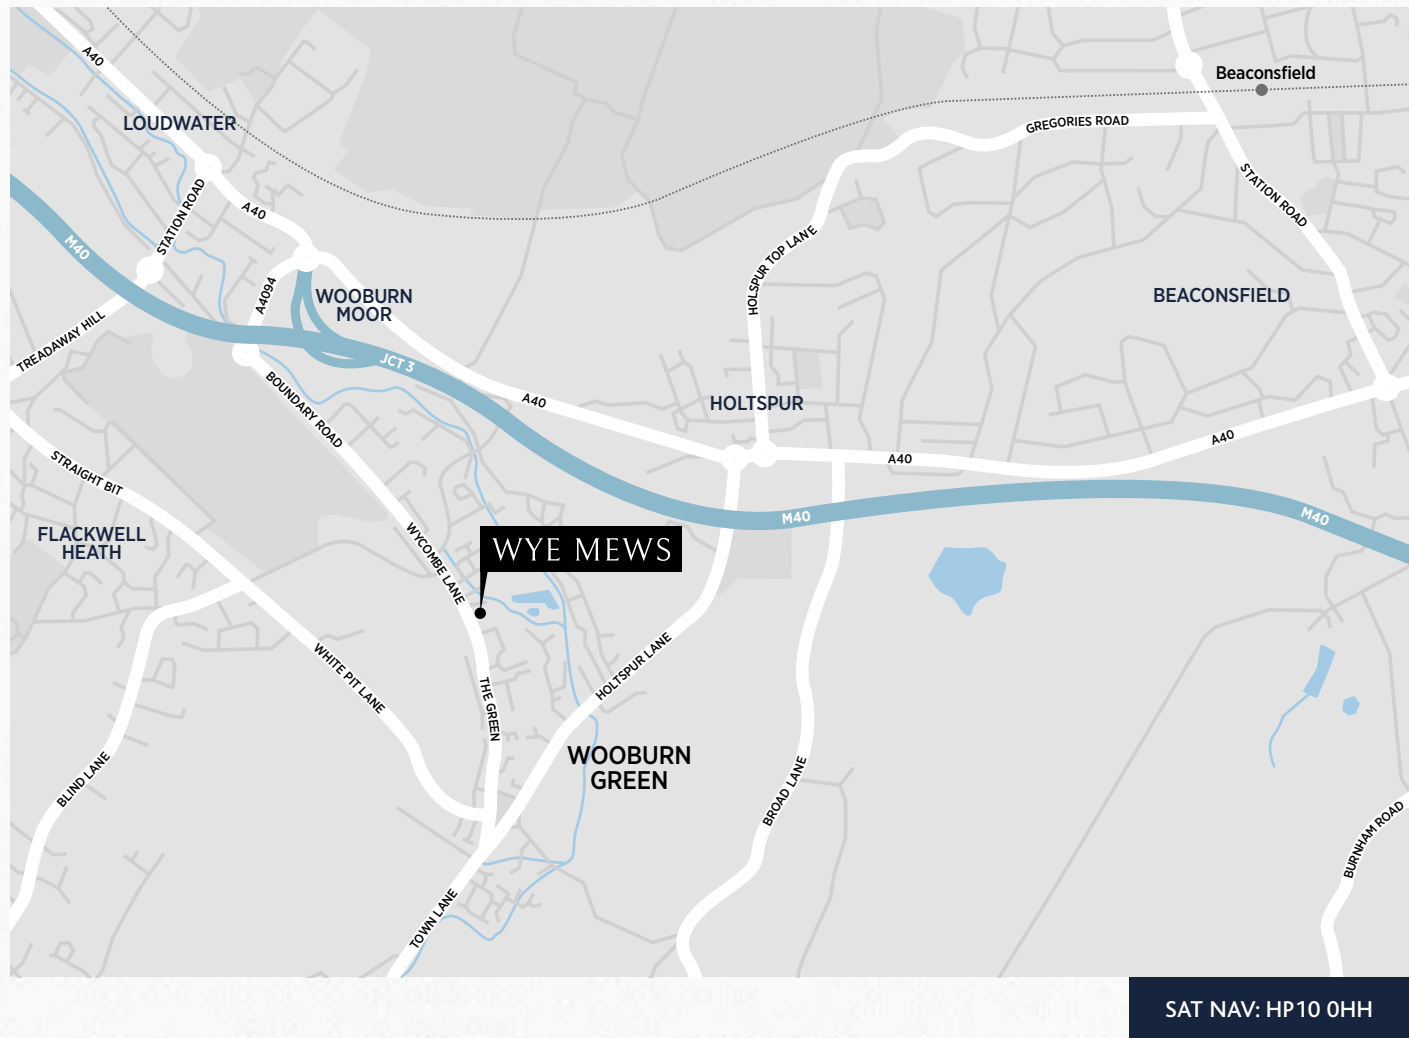 A40
Beaconsfield
LOUDWATER
GREGORIES ROAD
STATION ROAD
STATION ROAD
A40
M40
HOLSPUR TOP LANE
A4094
WOOBURN
MOOR
BEACONSFIELD
TREADAWAY HILL
JCT 3
BOUNDARY ROAD
A40
HOLTSPUR
A40
A40
STRAIGHT BIT
M40
M40
FLACKWELL
HEATH
WYCOMBE LANE
WYE MEWS
WHITE PIT LANE
HOLTSPUR LANE
THE GREEN
WOOBURN
GREEN
BLIND LANE
BROAD LANE
BURNHAM ROAD
TOWN LANE
SAT NAV: HP10 0HH